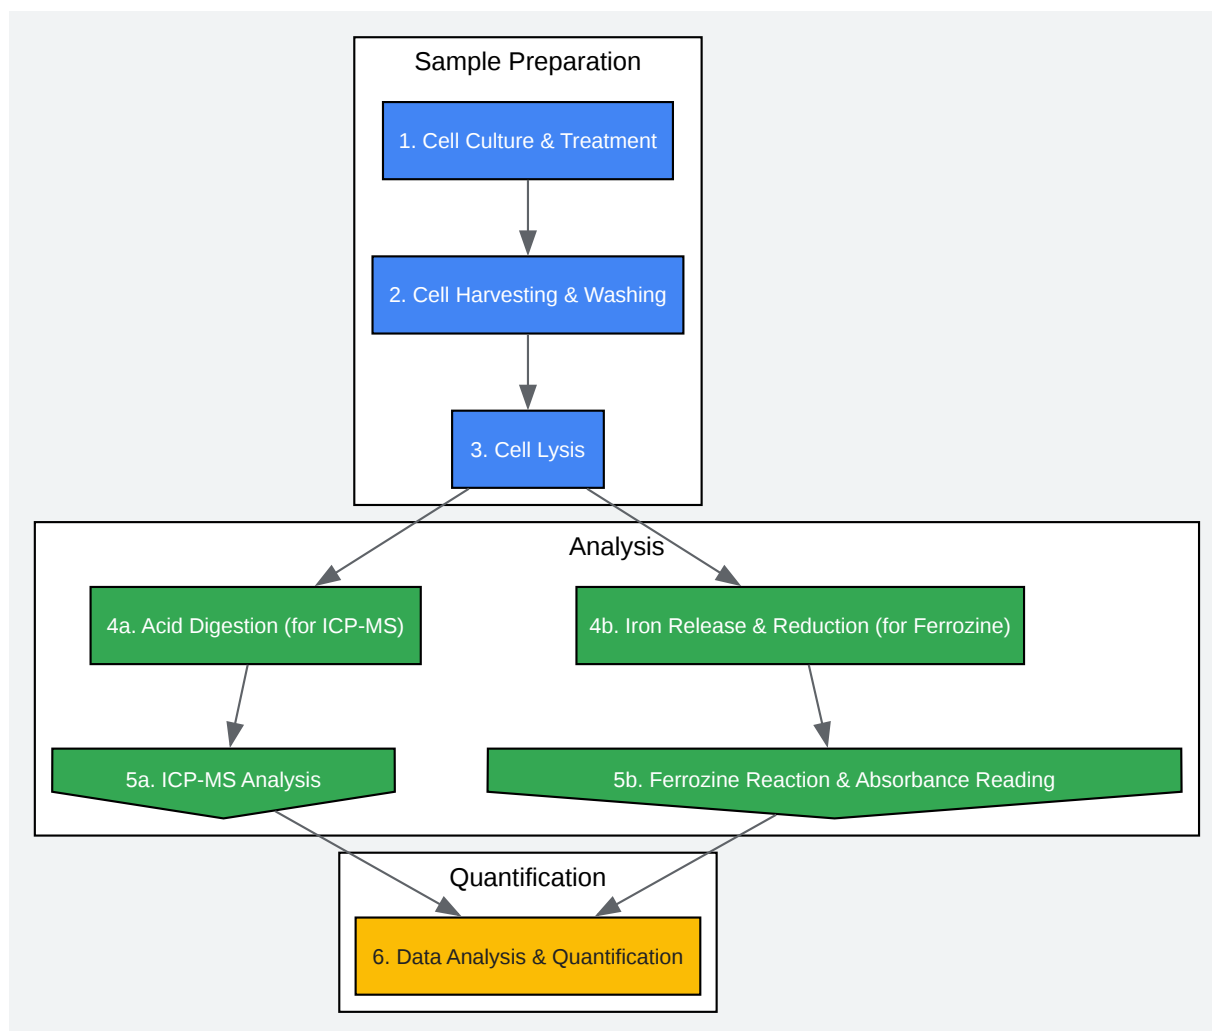 Sample Preparation
1. Cell Culture & Treatment
2. Cell Harvesting & Washing
3. Cell Lysis
Analysis
4a. Acid Digestion (for ICP-MS)
4b. Iron Release & Reduction (for Ferrozine)
5a. ICP-MS Analysis
5b. Ferrozine Reaction & Absorbance Reading
Quantification
6. Data Analysis & Quantification